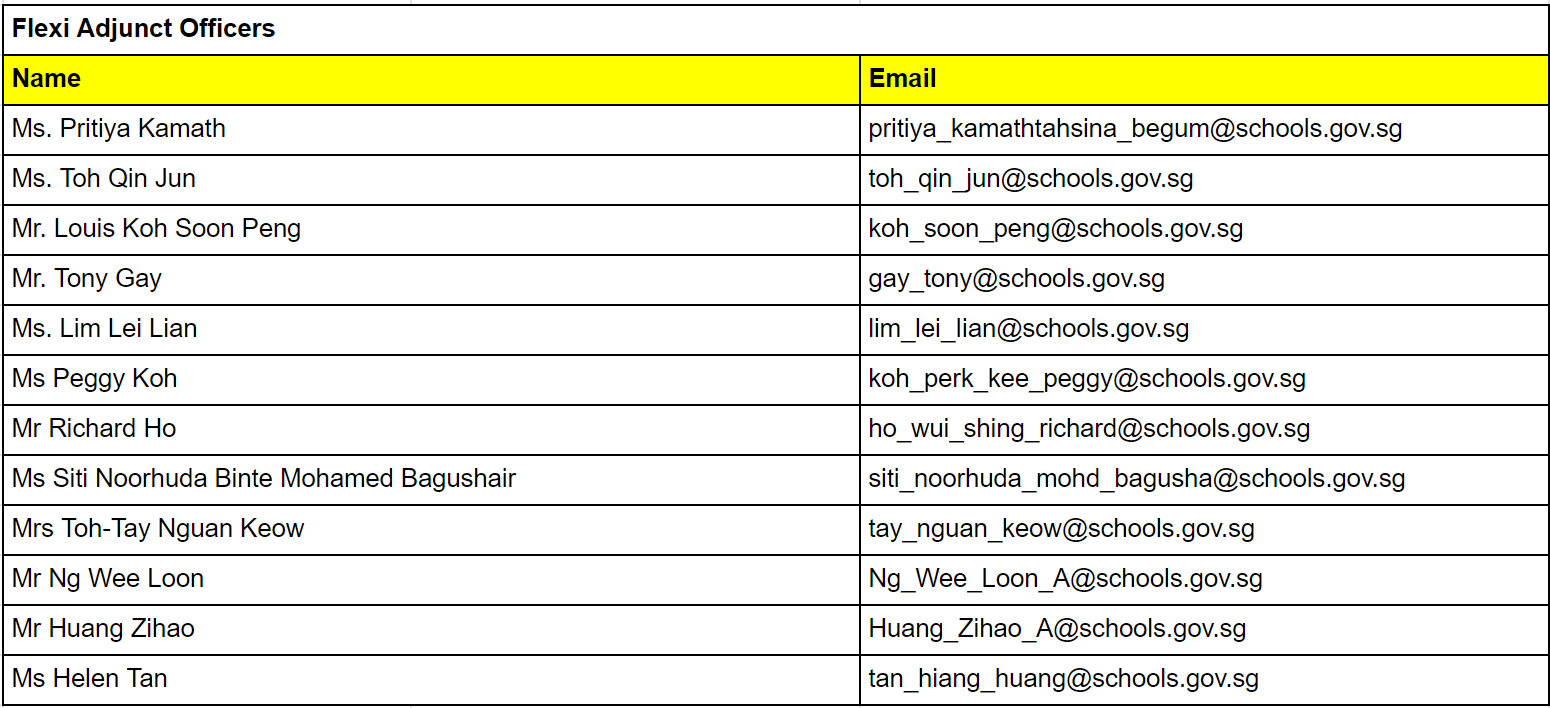 Flexi Adjunct Officers
Name Email
Ms. Pritiya Kamath pritiya_kamathtahsina_begum@schools.gov.sg
Ms. Toh Qin Jun toh_qin_jun@schools.gov.sg
Mr. Louis Koh Soon Peng koh_soon_peng@schools.gov.sg
Mr. Tony Gay gay_tony@schools.gov.sg
Ms. Lim Lei Lian lim_lei_lian@schools.gov.sg
Ms Peggy Koh koh_perk_kee_peggy@schools.gov.sg
Mr Richard Ho ho_wui_shing_richard@schools.gov.sg
Ms Siti Noorhuda Binte Mohamed Bagushair siti_noorhuda_mohd_bagusha@schools.gov.sg
Mrs Toh-Tay Nguan Keow tay_nguan_keow@schools.gov.sg
Mr Ng Wee Loon Ng_Wee_Loon_A@schools.gov.sg
Mr Huang Zihao Huang_Zihao_A@schools.gov.sg
Ms Helen Tan tan_hiang_huang@schools.gov.sg